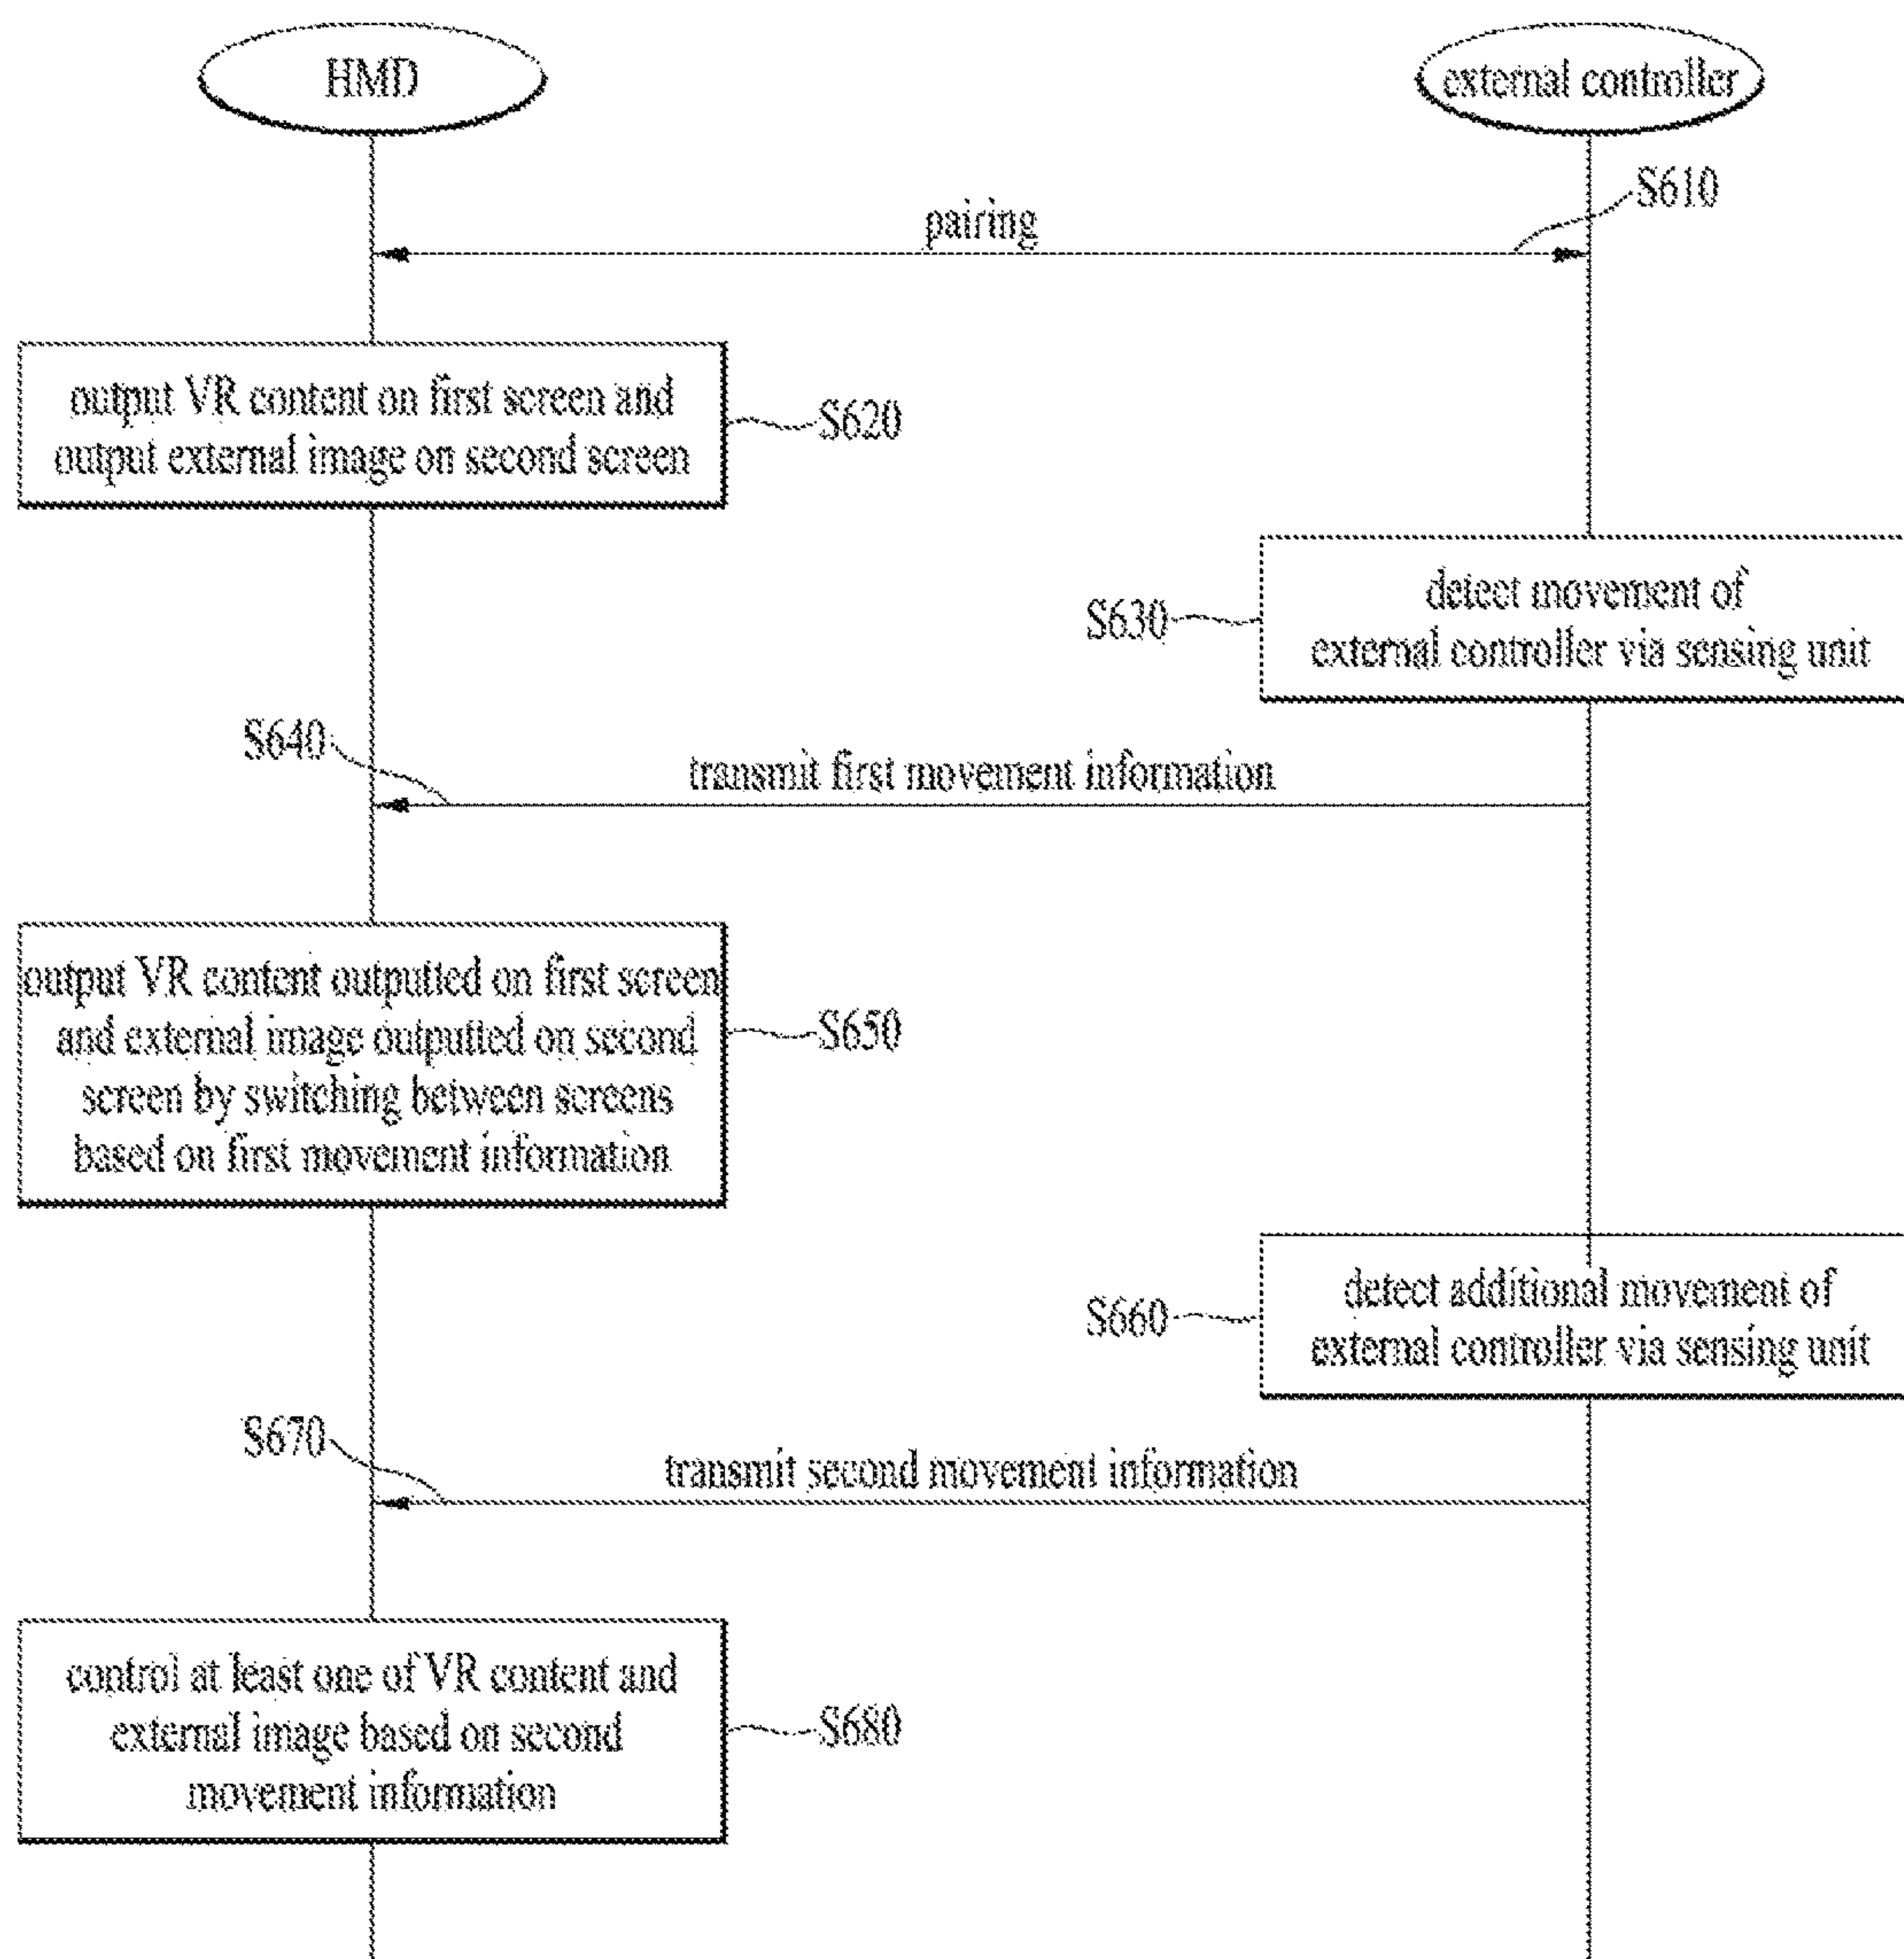 HMD
external controller
S610
pairing
output VR content on first screen and
output external image on second screen
S620
detect movement of
external controller via sensing unit
S630
S640
transmit first movement information
output VR content outputted on first screen
and external image outputted on second
screen by switching between screens
based on first movement information
S650
detect additional movement of
external controller via sensing unit
S660
S670
transmit second movement information
control at least one of VR content and
external image based on second
movement information
S680